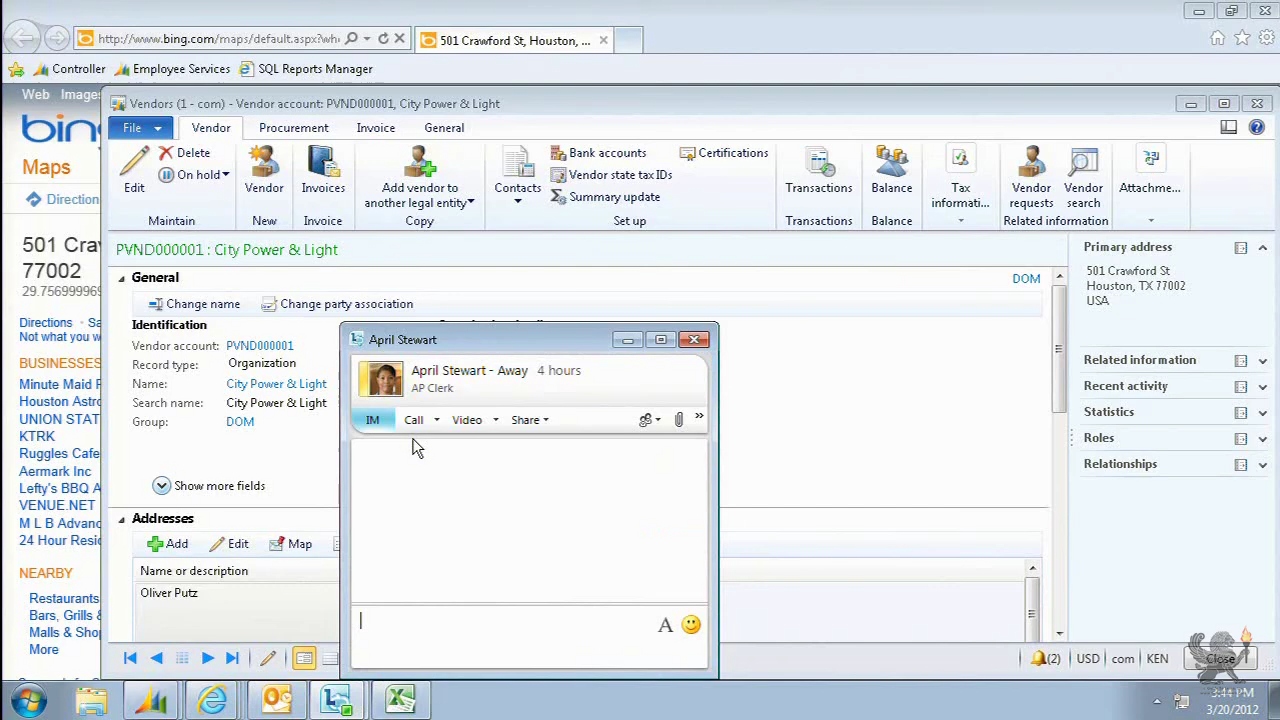 http://www.bing.com/maps/default.aspx?wh
501 Crawford St, Houston, ...
Controller
Employee Services
SQL Reports Manager
Web Images
bing
Maps
Direction
501 Cra
77002
29.756999969
Directions Sa
Not what you w
BUSINESSES
Minute Maid
Houston Astro
UNION STAT
KTRK
Ruggles Cafe
Aermark Inc
Lefty's BBQ A
VENUE.NET
M L B Advanc
24 Hour Resid
NEARBY
Restaurants
Bars, Grills &
Malls & Shop
More
Vendors (1 - com) - Vendor account: PVND000001, City Power & Light
File Vendor Procurement Invoice General
Edit
Delete
On hold
Maintain
Vendor
New
Invoices
Invoice
Add vendor to
another legal entity
Copy
Contacts
Bank accounts
Vendor state tax IDs
Summary update
Certifications
Set up
Transactions
Transactions
Balance
Balance
Tax
informati...
Vendor
requests
Vendor
search
Related information
Attachme...
PVND000001 : City Power & Light
General
DOM
Change name
Change party association
Identification
Vendor account: PVND000001
Record type: Organization
Name: City Power & Light
Search name: City Power & Light
Group: DOM
Show more fields
Addresses
Add
Edit
Map
Name or description
Oliver Putz
April Stewart
April Stewart - Away 4 hours
AP Clerk
IM Call Video Share
A
Primary address
501 Crawford St
Houston, TX 77002
USA
Related information
Recent activity
Statistics
Roles
Relationships
(2) USD com KEN Close
3:44 PM
3/20/2012